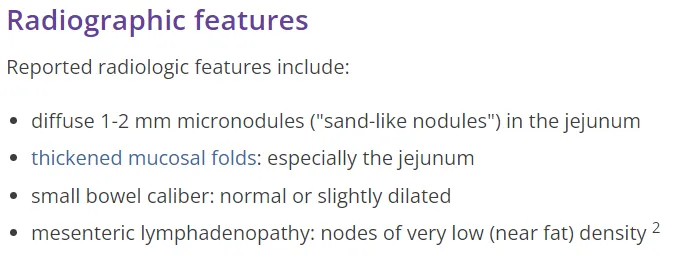 Radiographic features
Reported radiologic features include:
• diffuse 1-2 mm micronodules ("sand-like nodules") in the jejunum
• thickened mucosal folds: especially the jejunum
• small bowel caliber: normal or slightly dilated
• mesenteric lymphadenopathy: nodes of very low (near fat) density 2